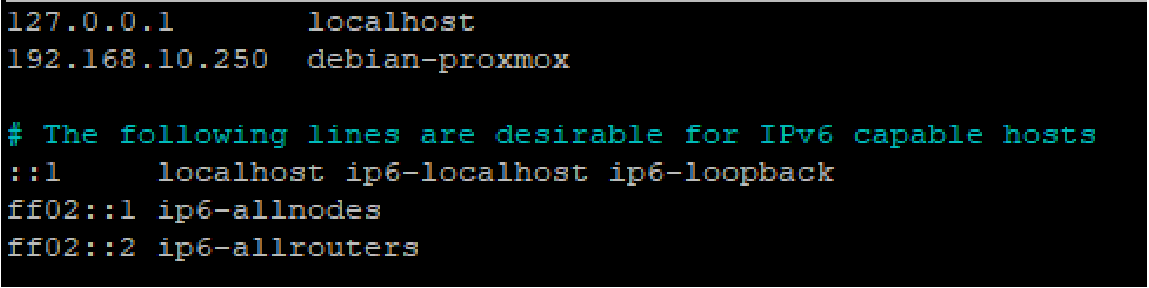 127.0.0.1       localhost
192.168.10.250  debian-proxmox

# The following lines are desirable for IPv6 capable hosts
::1     localhost ip6-localhost ip6-loopback
ff02::1 ip6-allnodes
ff02::2 ip6-allrouters